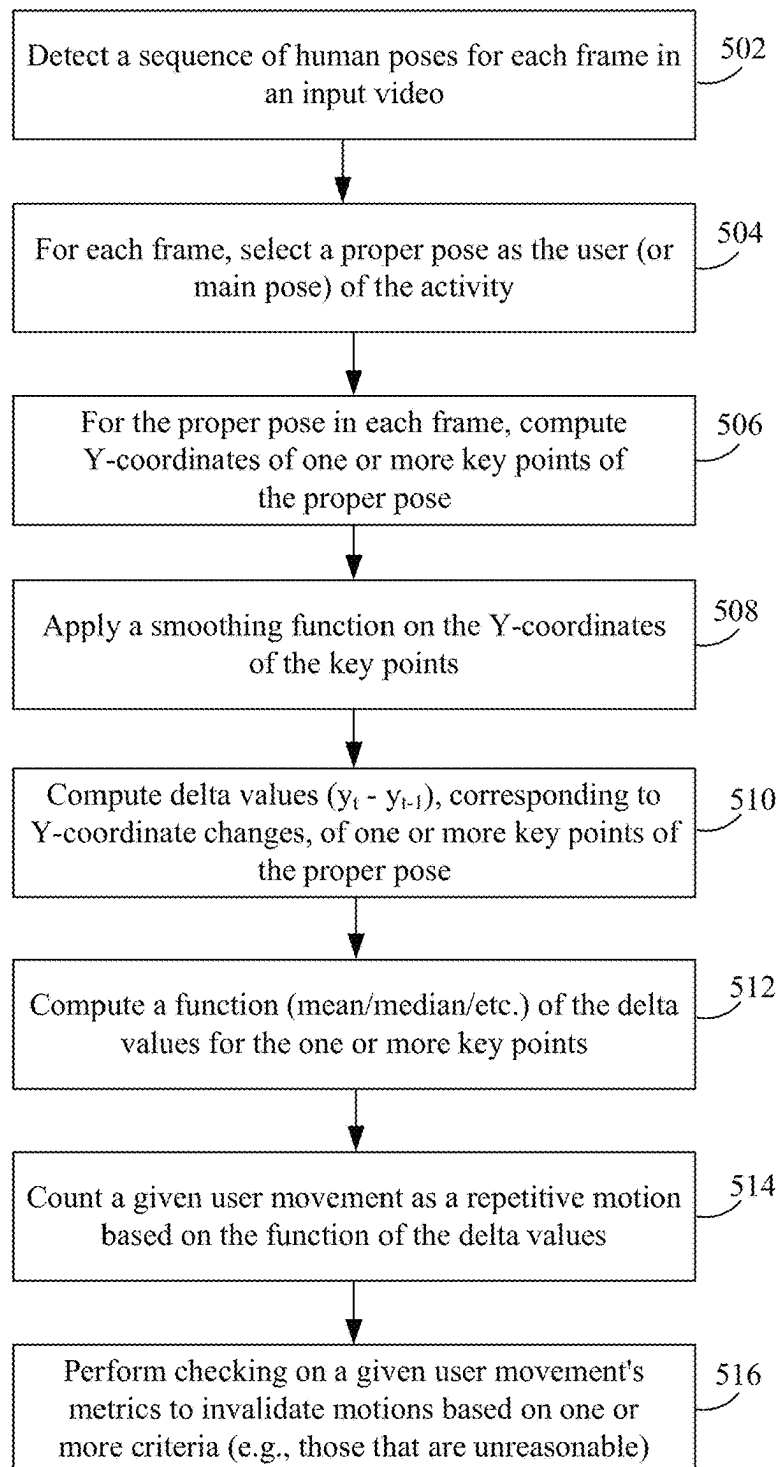 Detect a sequence of human poses for each frame in
an input video
502
For each frame, select a proper pose as the user (or
main pose) of the activity
504
For the proper pose in each frame, compute
Y-coordinates of one or more key points of
the proper pose
506
Apply a smoothing function on the Y-coordinates
of the key points
508
Compute delta values (yₜ - yₜ₋₁), corresponding to
Y-coordinate changes, of one or more key points of
the proper pose
510
Compute a function (mean/median/etc.) of the delta
values for the one or more key points
512
Count a given user movement as a repetitive motion
based on the function of the delta values
514
Perform checking on a given user movement's
metrics to invalidate motions based on one or
more criteria (e.g., those that are unreasonable)
516